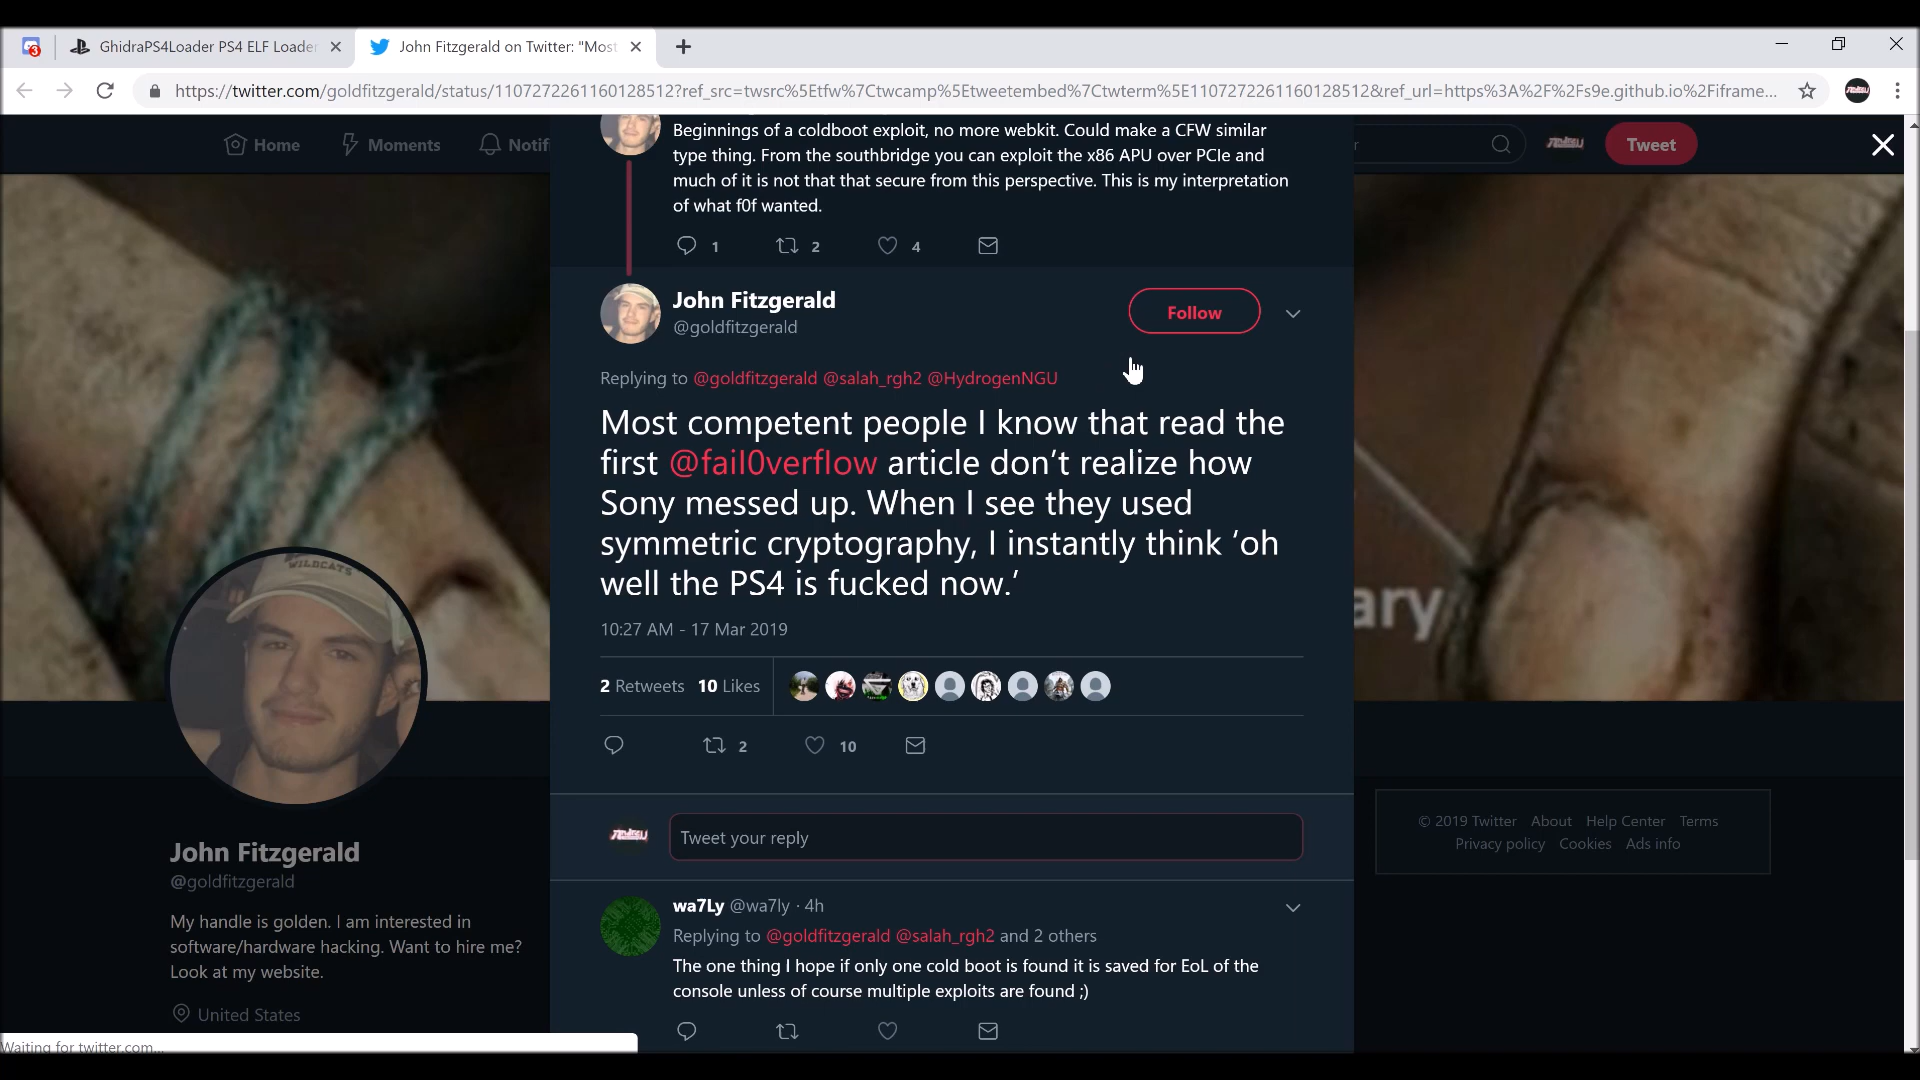 3
GhidraPS4Loader PS4 ELF Loade
John Fitzgerald on Twitter: "Most
https://twitter.com/goldfitzgerald/status/1107272261160128512?ref_src=twsrc%5Etfw%7Ctwcamp%5Etweetembed%7Ctwterm%5E1107272261160128512&ref_url=https%3A%2F%2Fs9e.github.io%2Fiframe...
Home
Moments
Notif
r
Tweet
Beginnings of a coldboot exploit, no more webkit. Could make a CFW similar
type thing. From the southbridge you can exploit the x86 APU over PCIe and
much of it is not that that secure from this perspective. This is my interpretation
of what f0f wanted.
1 2 4
John Fitzgerald
@goldfitzgerald
Follow
Replying to @goldfitzgerald @salah_rgh2 @HydrogenNGU
Most competent people I know that read the
first @fail0verflow article don’t realize how
Sony messed up. When I see they used
symmetric cryptography, I instantly think ‘oh
well the PS4 is fucked now.’
10:27 AM - 17 Mar 2019
2 Retweets 10 Likes
2 10
Tweet your reply
wa7Ly @wa7ly · 4h
Replying to @goldfitzgerald @salah_rgh2 and 2 others
The one thing I hope if only one cold boot is found it is saved for EoL of the
console unless of course multiple exploits are found ;)
WILDCATS
John Fitzgerald
@goldfitzgerald
My handle is golden. I am interested in
software/hardware hacking. Want to hire me?
Look at my website.
United States
ary
© 2019 Twitter About Help Center Terms
Privacy policy Cookies Ads info
Waiting for twitter.com...